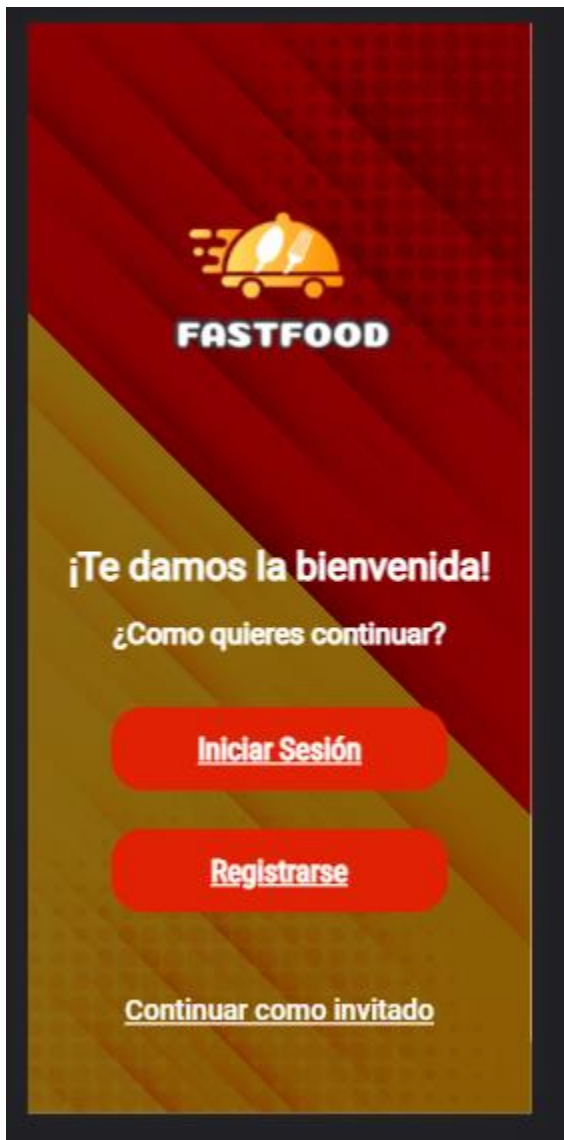 FASTFOOD
¡Te damos la bienvenida!
¿Como quieres continuar?
Iniciar Sesión
Registrarse
Continuar como invitado